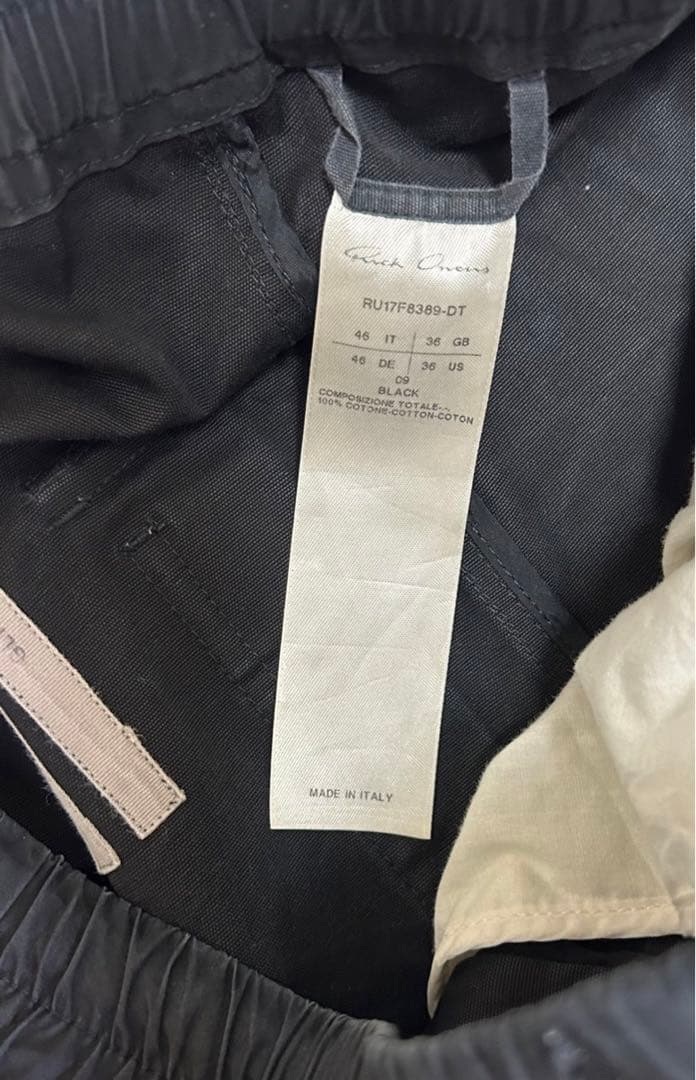 Rick Owens
RU17F8389-DT
46 IT 36 GB
46 DE 36 US
09
BLACK
COMPOSIZIONE TOTALE-
100% COTONE-COTTON-COTON
MADE IN ITALY